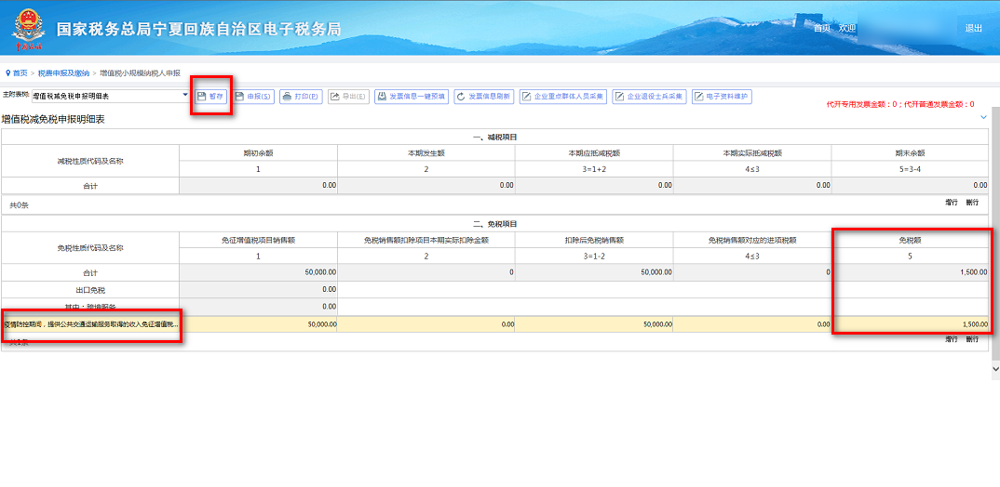 国家税务总局宁夏回族自治区电子税务局
首页 欢迎 退出
首页 > 税费申报及缴纳 > 增值税小规模纳税人申报
主附表栏: 增值税减免税申报明细表 暂存 申报(S) 打印(P) 导出(E) 发票信息一键预填 发票信息刷新 企业重点群体人员采集 企业退役士兵采集 电子资料维护
代开专用发票金额：0；代开普通发票金额：0
增值税减免税申报明细表
一、减税项目
减税性质代码及名称 期初余额 本期发生额 本期应抵减税额 本期实际抵减税额 期末余额
1 2 3=1+2 4≤3 5=3-4
合计 0.00 0.00 0.00 0.00 0.00
共0条 增行 删行
二、免税项目
免税性质代码及名称 免征增值税项目销售额 免税销售额扣除项目本期实际扣除金额 扣除后免税销售额 免税销售额对应的进项税额 免税额
1 2 3=1-2 4≤3 5
合计 50,000.00 0 50,000.00 0 1,500.00
出口免税 0.00
其中：跨境服务 0.00
疫情防控期间，提供公共交通运输服务取得的收入免征增值税... 50,000.00 0.00 50,000.00 0.00 1,500.00
共1条 增行 删行